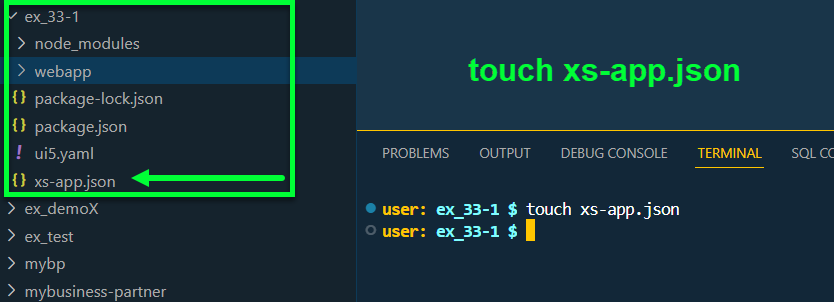 ex_33-1
node_modules
webapp
{} package-lock.json
{} package.json
! ui5.yaml
{} xs-app.json
ex_demoX
ex_test
mybp
mybusiness-partner
touch xs-app.json
PROBLEMS OUTPUT DEBUG CONSOLE TERMINAL SQL CO
user: ex_33-1 $ touch xs-app.json
user: ex_33-1 $